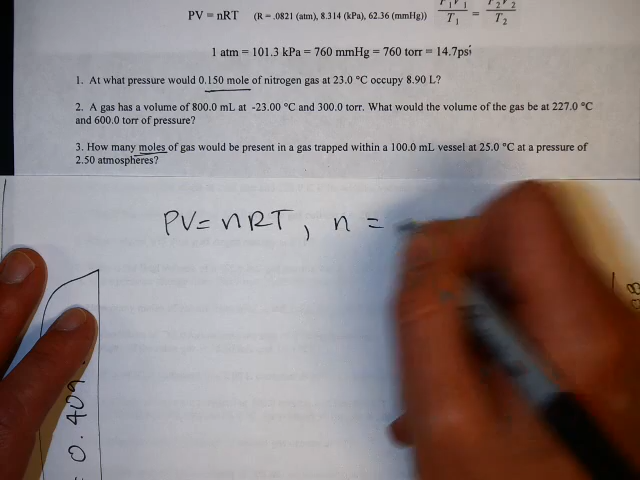 PV = nRT (R = .0821 (atm), 8.314 (kPa), 62.36 (mmHg)) P1V1 / T1 = P2V2 / T2
1 atm = 101.3 kPa = 760 mmHg = 760 torr = 14.7psi
1. At what pressure would 0.150 mole of nitrogen gas at 23.0 °C occupy 8.90 L?
2. A gas has a volume of 800.0 mL at -23.00 °C and 300.0 torr. What would the volume of the gas be at 227.0 °C
and 600.0 torr of pressure?
3. How many moles of gas would be present in a gas trapped within a 100.0 mL vessel at 25.0 °C at a pressure of
2.50 atmospheres?
PV = nRT, n =
= 0.409